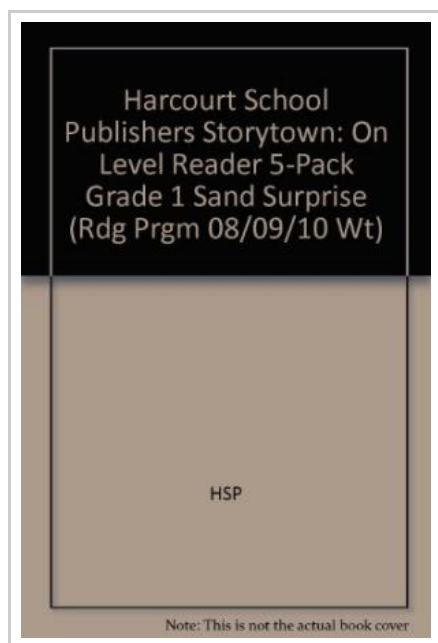 Harcourt School
Publishers Storytown: On
Level Reader 5-Pack
Grade 1 Sand Surprise
(Rdg Prgm 08/09/10 Wt)
HSP
Note: This is not the actual book cover